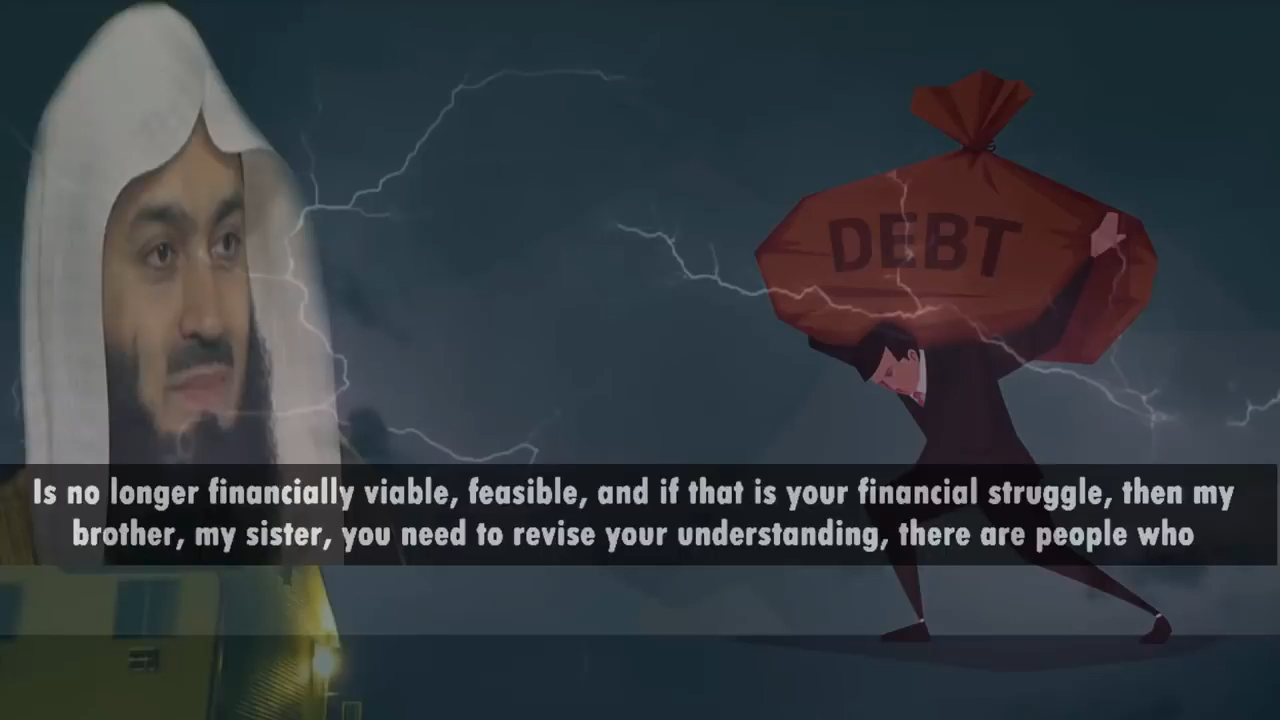 DEBT
Is no longer financially viable, feasible, and if that is your financial struggle, then my
brother, my sister, you need to revise your understanding, there are people who